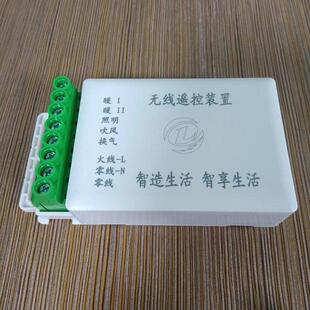 无线遥控装置
暖 I
暖 II
照明
吹风
换气
火线-L
零线-N
零线
智造生活 智享生活